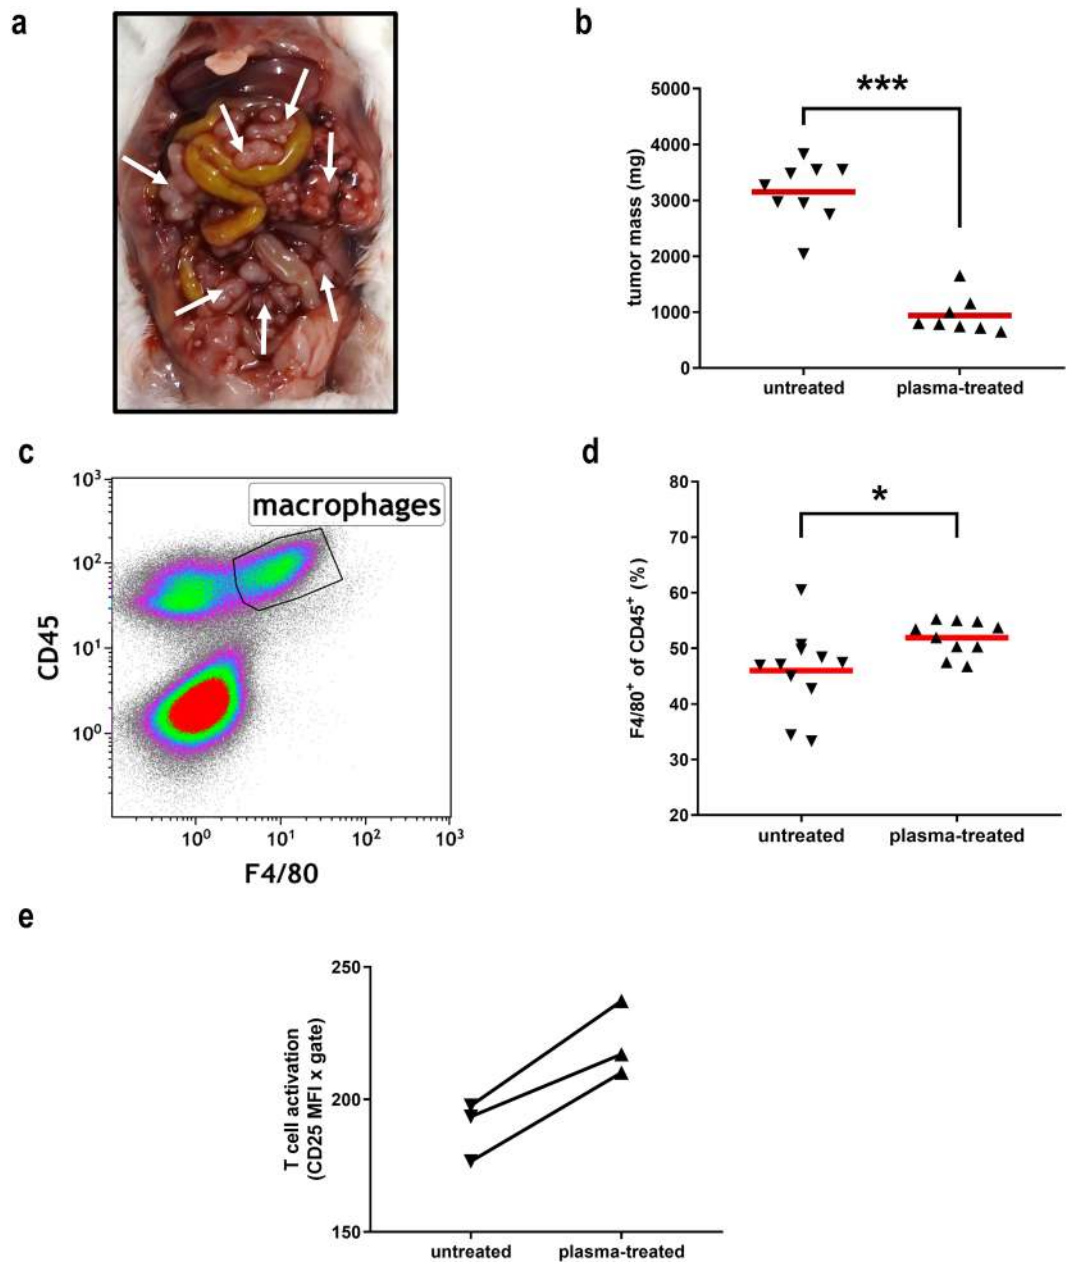 a
b
***
5000
4000
3000
2000
1000
0
tumor mass (mg)
untreated plasma-treated
c
10³
10²
10¹
10⁰
CD45
macrophages
10⁰ 10¹ 10² 10³
F4/80
d
*
80
70
60
50
40
30
20
F4/80⁺ of CD45⁺ (%)
untreated plasma-treated
e
250
200
150
T cell activation
(CD25 MFI x gate)
untreated plasma-treated